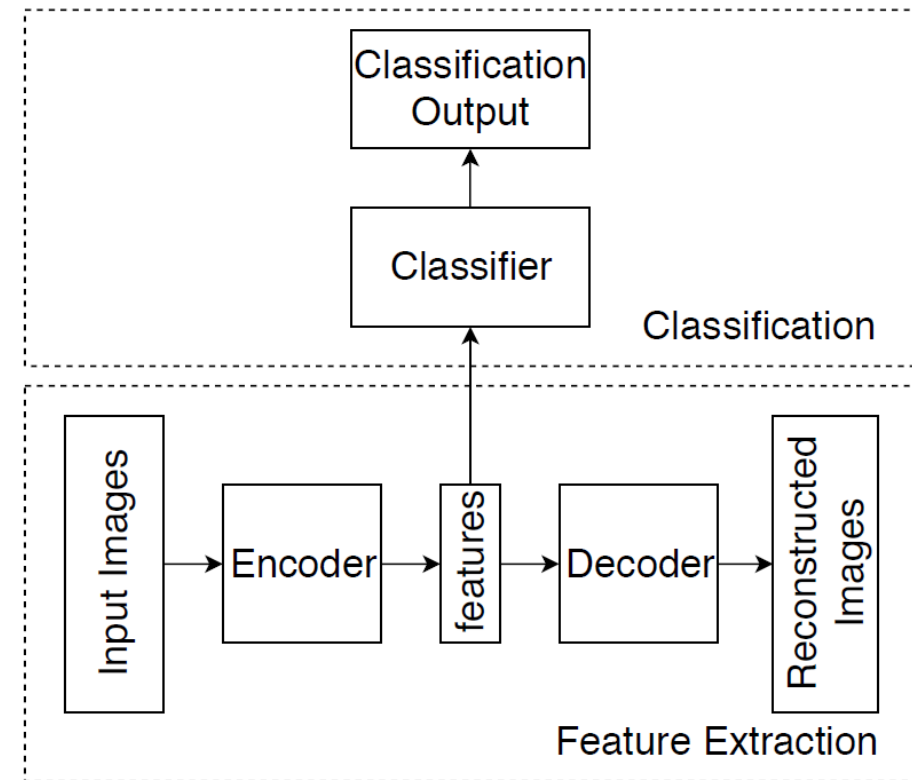 Classification
Output
Classifier
Classification
Input Images
Encoder
features
Decoder
Reconstructed
Images
Feature Extraction